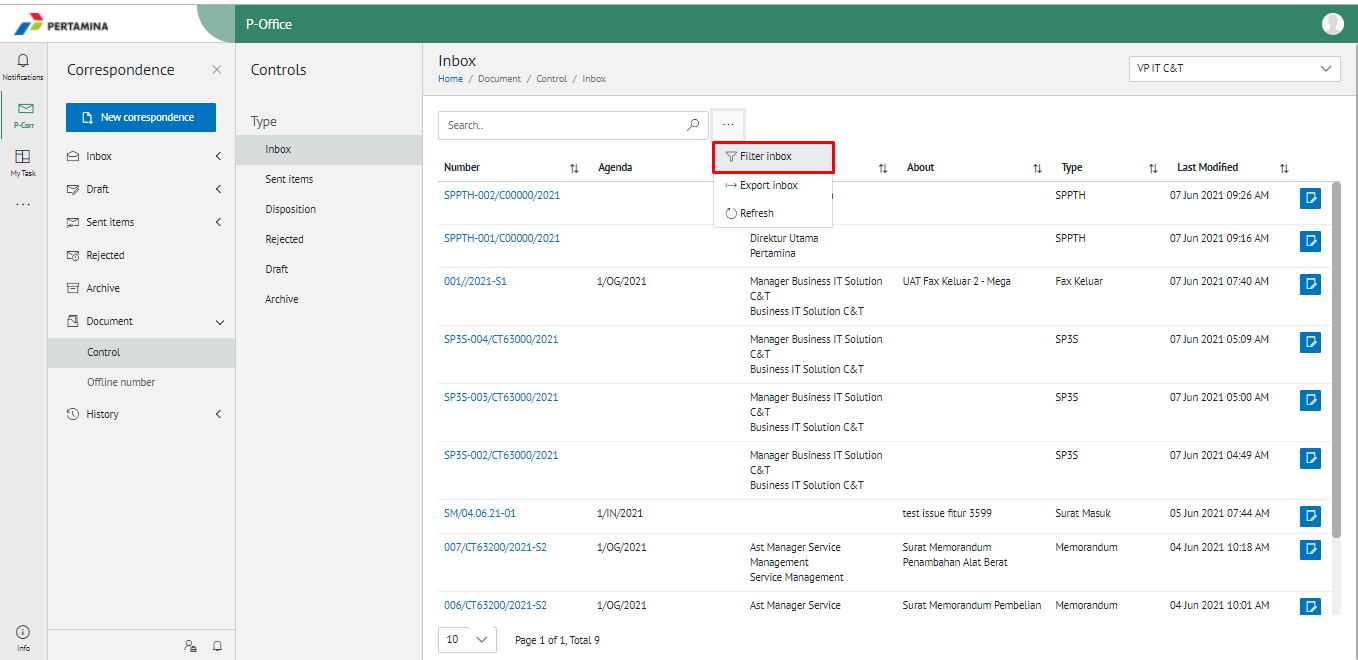 PERTAMINA
P-Office
Notifications
P-Corr
My Task
...
Info
Correspondence
New correspondence
Inbox
Draft
Sent items
Rejected
Archive
Document
Control
Offline number
History
Controls
Type
Inbox
Sent items
Disposition
Rejected
Draft
Archive
Inbox
Home / Document / Control / Inbox
VP IT C&T
Search..
...
Filter inbox
Export inbox
Refresh
Number Agenda About Type Last Modified
SPPTH-002/C00000/2021 SPPTH 07 Jun 2021 09:26 AM
SPPTH-001/C00000/2021 Direktur Utama SPPTH 07 Jun 2021 09:16 AM
Pertamina
001//2021-S1 1/OG/2021 Manager Business IT Solution UAT Fax Keluar 2 - Mega Fax Keluar 07 Jun 2021 07:40 AM
C&T
Business IT Solution C&T
SP3S-004/CT63000/2021 Manager Business IT Solution SP3S 07 Jun 2021 05:09 AM
C&T
Business IT Solution C&T
SP3S-003/CT63000/2021 Manager Business IT Solution SP3S 07 Jun 2021 05:00 AM
C&T
Business IT Solution C&T
SP3S-002/CT63000/2021 Manager Business IT Solution SP3S 07 Jun 2021 04:49 AM
C&T
Business IT Solution C&T
SM/04.06.21-01 1/IN/2021 test issue fitur 3599 Surat Masuk 05 Jun 2021 07:44 AM
007/CT63200/2021-S2 1/OG/2021 Ast Manager Service Surat Memorandum Memorandum 04 Jun 2021 10:18 AM
Management Penambahan Alat Berat
Service Management
006/CT63200/2021-S2 1/OG/2021 Ast Manager Service Surat Memorandum Pembelian Memorandum 04 Jun 2021 10:01 AM
10 Page 1 of 1, Total 9